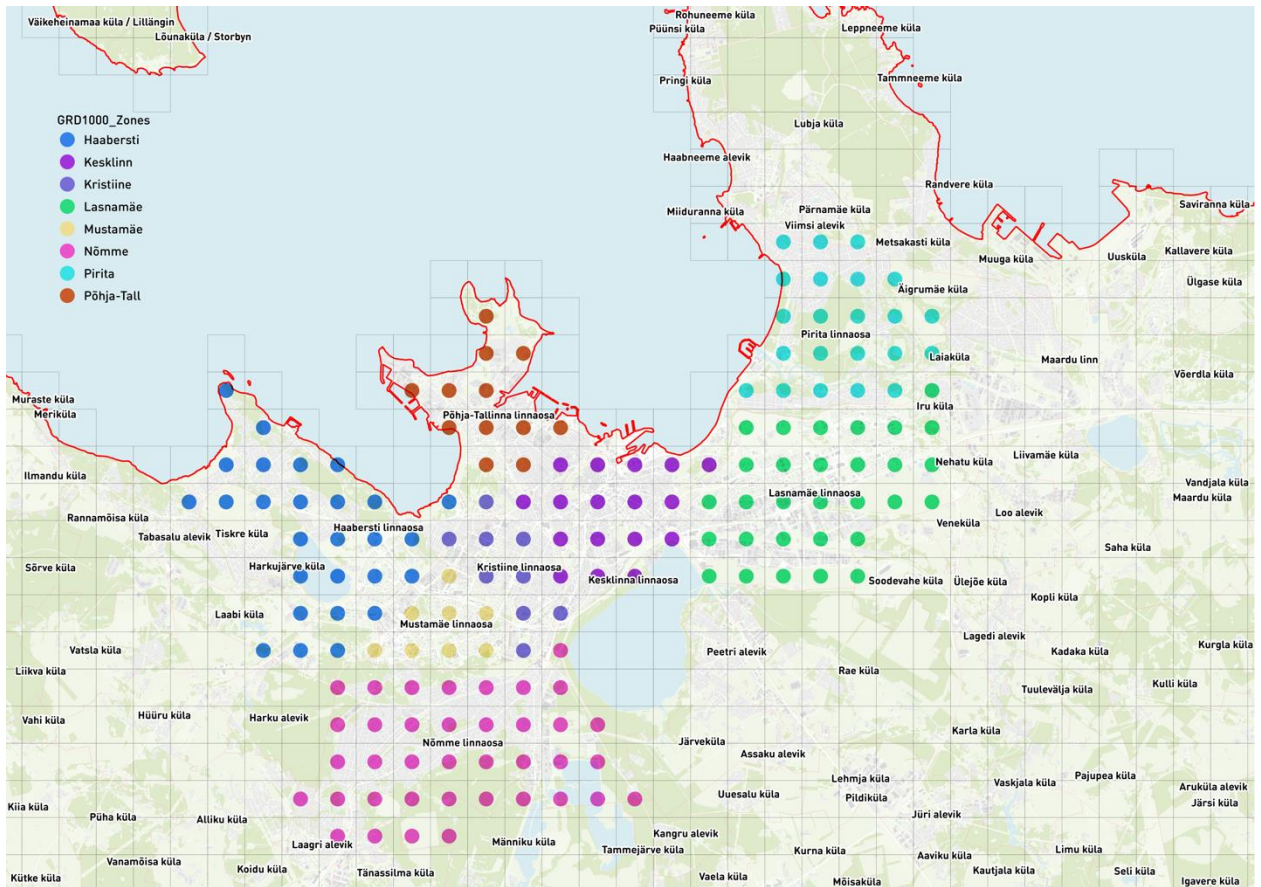 Väikeheinamaa küla / Lillängin
Lõunaküla / Storbyn
Rohuneeme küla
Püünsi küla
Leppneeme küla
Pringi küla
Tammneeme küla
GRD1000_Zones
Haabersti
Kesklinn
Kristiine
Lasnamäe
Mustamäe
Nõmme
Pirita
Põhja-Tall
Lubja küla
Haabneeme alevik
Randvere küla
Miiduranna küla
Pärnamäe küla
Viimsi alevik
Metsakasti küla
Saviranna küla
Muuga küla
Uusküla
Kallavere küla
Äigrumäe küla
Ülgase küla
Pirita linnaosa
Laiaküla
Maardu linn
Võerdla küla
Muraste küla
Meriküla
Põhja-Tallinna linnaosa
Iru küla
Ilmandu küla
Nehatu küla
Liivamäe küla
Vandjala küla
Maardu küla
Lasnamäe linnaosa
Rannamõisa küla
Tabasalu alevik
Tiskre küla
Haabersti linnaosa
Veneküla
Loo alevik
Saha küla
Sõrve küla
Harkujärve küla
Kristiine linnaosa
Kesklinna linnaosa
Soodevahe küla
Ülejõe küla
Kopli küla
Laabi küla
Mustamäe linnaosa
Lagedi alevik
Vatsla küla
Peetri alevik
Kadaka küla
Kurgla küla
Liikva küla
Rae küla
Tuulevälja küla
Kulli küla
Vahi küla
Hüüru küla
Harku alevik
Nõmme linnaosa
Järveküla
Assaku alevik
Karla küla
Lehmja küla
Vaskjala küla
Pajupea küla
Aruküla alevik
Kiia küla
Püha küla
Alliku küla
Uuesalu küla
Pildiküla
Järsi küla
Jüri alevik
Laagri alevik
Männiku küla
Kangru alevik
Tammejärve küla
Kurna küla
Aaviku küla
Limu küla
Vanamõisa küla
Koidu küla
Tänassilma küla
Kütke küla
Vaela küla
Mõisaküla
Kautjala küla
Seli küla
Igavere küla